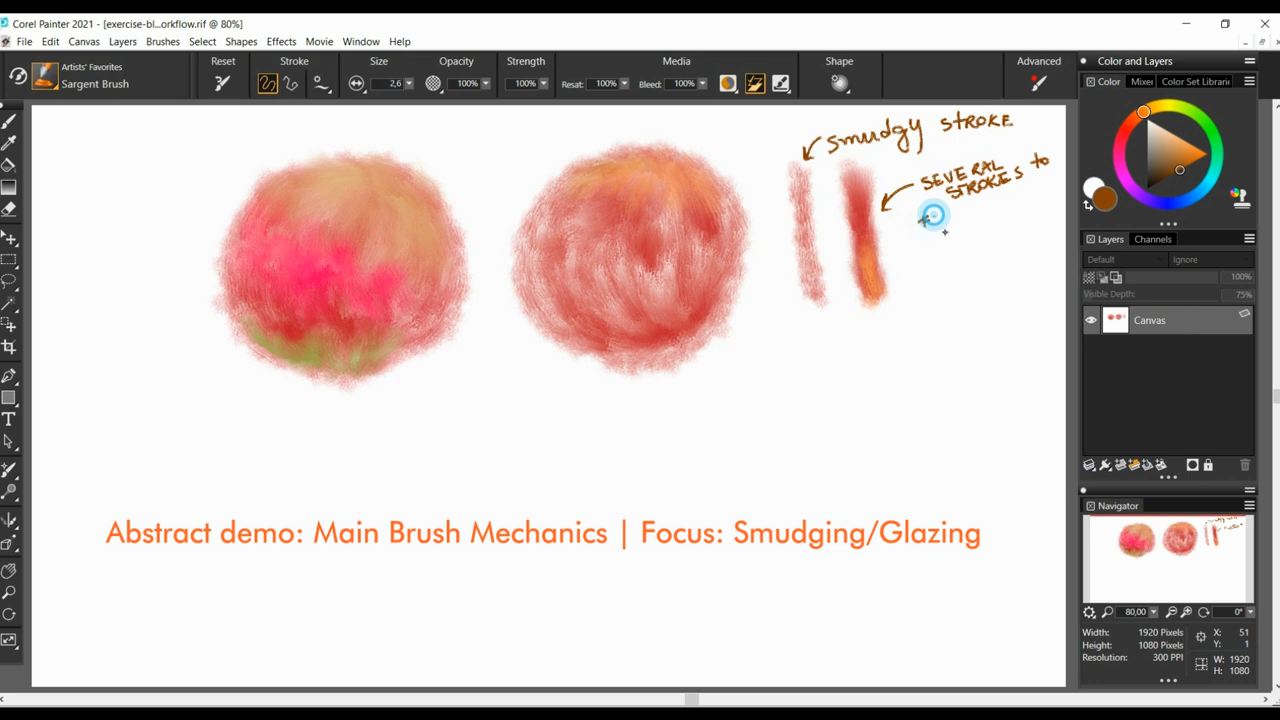 Corel Painter 2021 - [exercise-bl...orkflow.rif @ 80%]
File Edit Canvas Layers Brushes Select Shapes Effects Movie Window Help
Artists' Favorites
Sargent Brush
Reset
Stroke
Size
2,6
Opacity
100%
Strength
100%
Media
Resat: 100%
Bleed: 100%
Shape
Advanced
Color and Layers
Color Mixer Color Set Librarie
Layers Channels
Default Ignore
100%
Visible Depth: 75%
Canvas
Navigator
80,00 0°
Width: 1920 Pixels X: 51
Height: 1080 Pixels Y: 1
Resolution: 300 PPI W: 1920
H: 1080
smudgy STROKE
SEVERAL
STROKES to
Abstract demo: Main Brush Mechanics | Focus: Smudging/Glazing